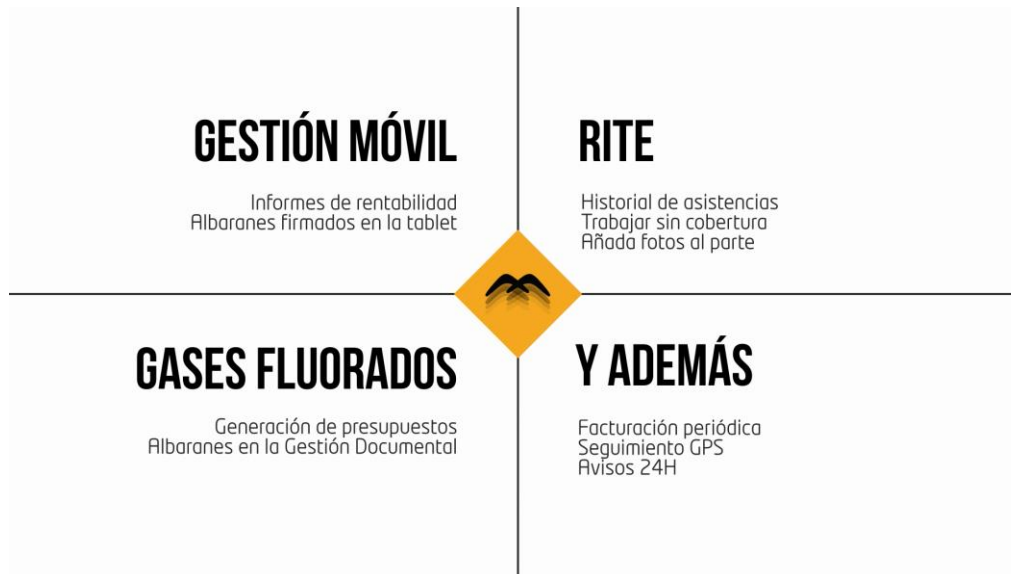 GESTIÓN MÓVIL
Informes de rentabilidad
Albaranes firmados en la tablet
RITE
Historial de asistencias
Trabajar sin cobertura
Añada fotos al parte
GASES FLUORADOS
Generación de presupuestos
Albaranes en la Gestión Documental
Y ADEMÁS
Facturación periódica
Seguimiento GPS
Avisos 24H